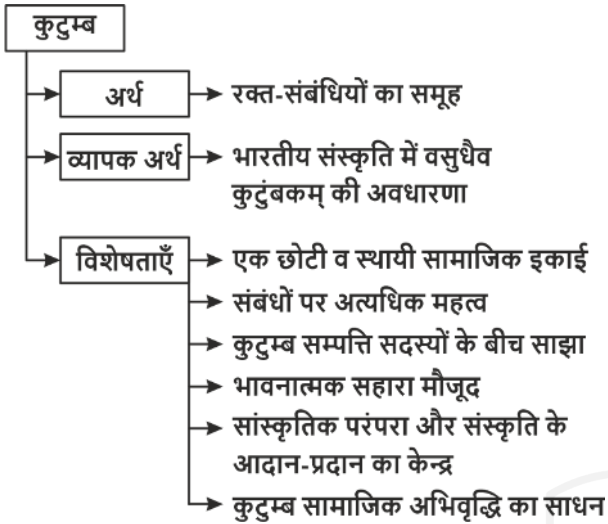 कुटुम्ब
अर्थ
रक्त-संबंधियों का समूह
व्यापक अर्थ
भारतीय संस्कृति में वसुधैव
कुटुंबकम् की अवधारणा
विशेषताएँ
एक छोटी व स्थायी सामाजिक इकाई
संबंधों पर अत्यधिक महत्व
कुटुम्ब सम्पत्ति सदस्यों के बीच साझा
भावनात्मक सहारा मौजूद
सांस्कृतिक परंपरा और संस्कृति के
आदान-प्रदान का केन्द्र
कुटुम्ब सामाजिक अभिवृद्धि का साधन